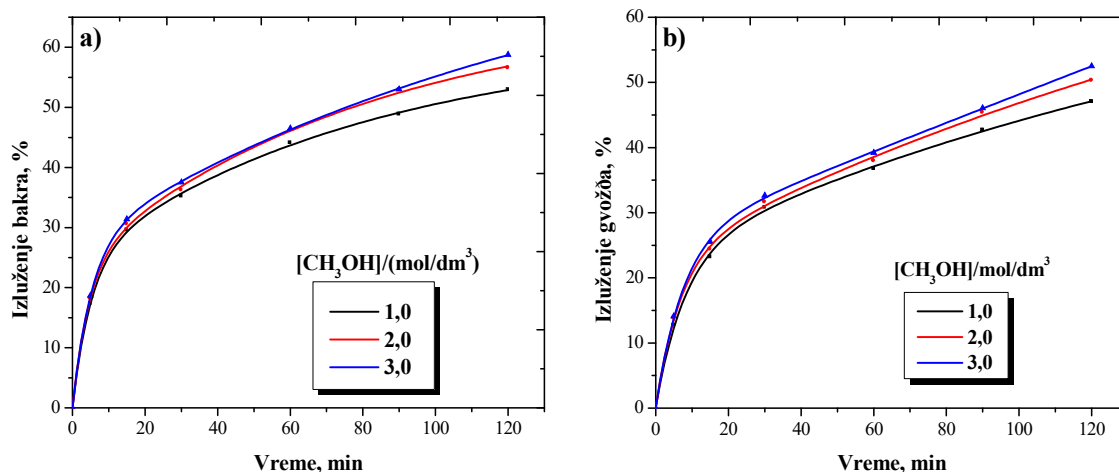 a)
60
50
40
30
20
10
0
Izluženje bakra, %
[CH₃OH]/(mol/dm³)
1,0
2,0
3,0
0 20 40 60 80 100 120
Vreme, min
b)
60
50
40
30
20
10
0
Izluženje gvožđa, %
[CH₃OH]/mol/dm³
1,0
2,0
3,0
0 20 40 60 80 100 120
Vreme, min